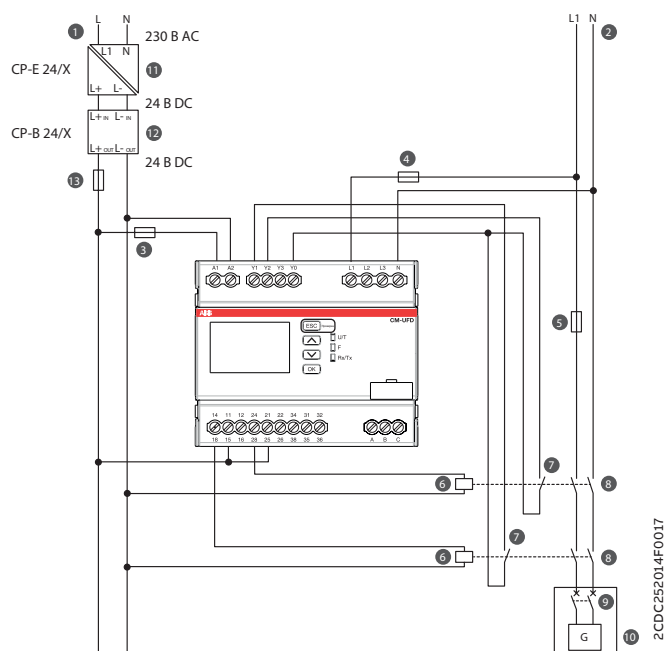 L N
L1 N
1
230 В AC
2
L1 N
CP-E 24/X
11
L+ L-
24 В DC
L+ IN L- IN
CP-B 24/X
12
L+ OUT L- OUT
24 В DC
4
13
3
A1 A2 Y1 Y2 Y3 Y0 L1 L2 L3 N
ABB
CM-UFD
ESC
U/T
F
Rx/Tx
OK
5
14 11 12 24 21 22 34 31 32
18 15 16 28 25 26 38 35 36
A B C
7
6
8
7
6
8
9
G
10
2CDC252014F0017